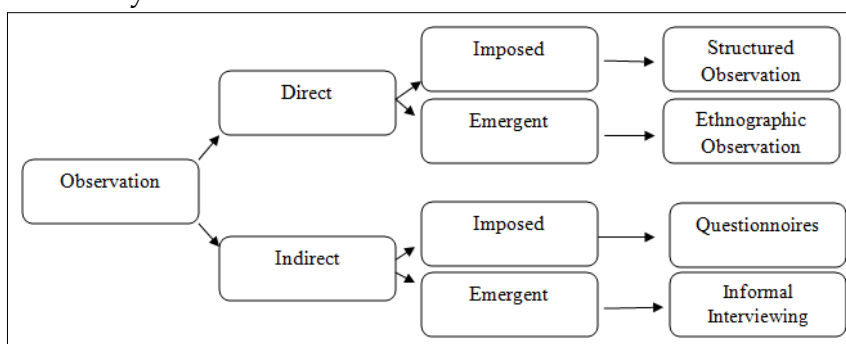 Imposed
Structured
Observation
Direct
Emergent
Ethnographic
Observation
Observation
Imposed
Questionnoires
Indirect
Emergent
Informal
Interviewing